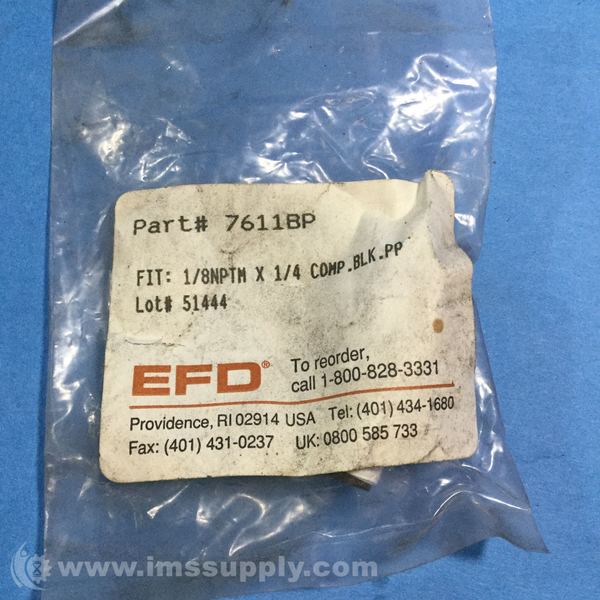 Part# 7611BP
FIT: 1/8NPTM X 1/4 COMP.BLK.PP
Lot# 51444
EFD®
To reorder,
call 1-800-828-3331
Providence, RI 02914 USA Tel: (401) 434-1680
Fax: (401) 431-0237 UK: 0800 585 733
© www.imssupply.com